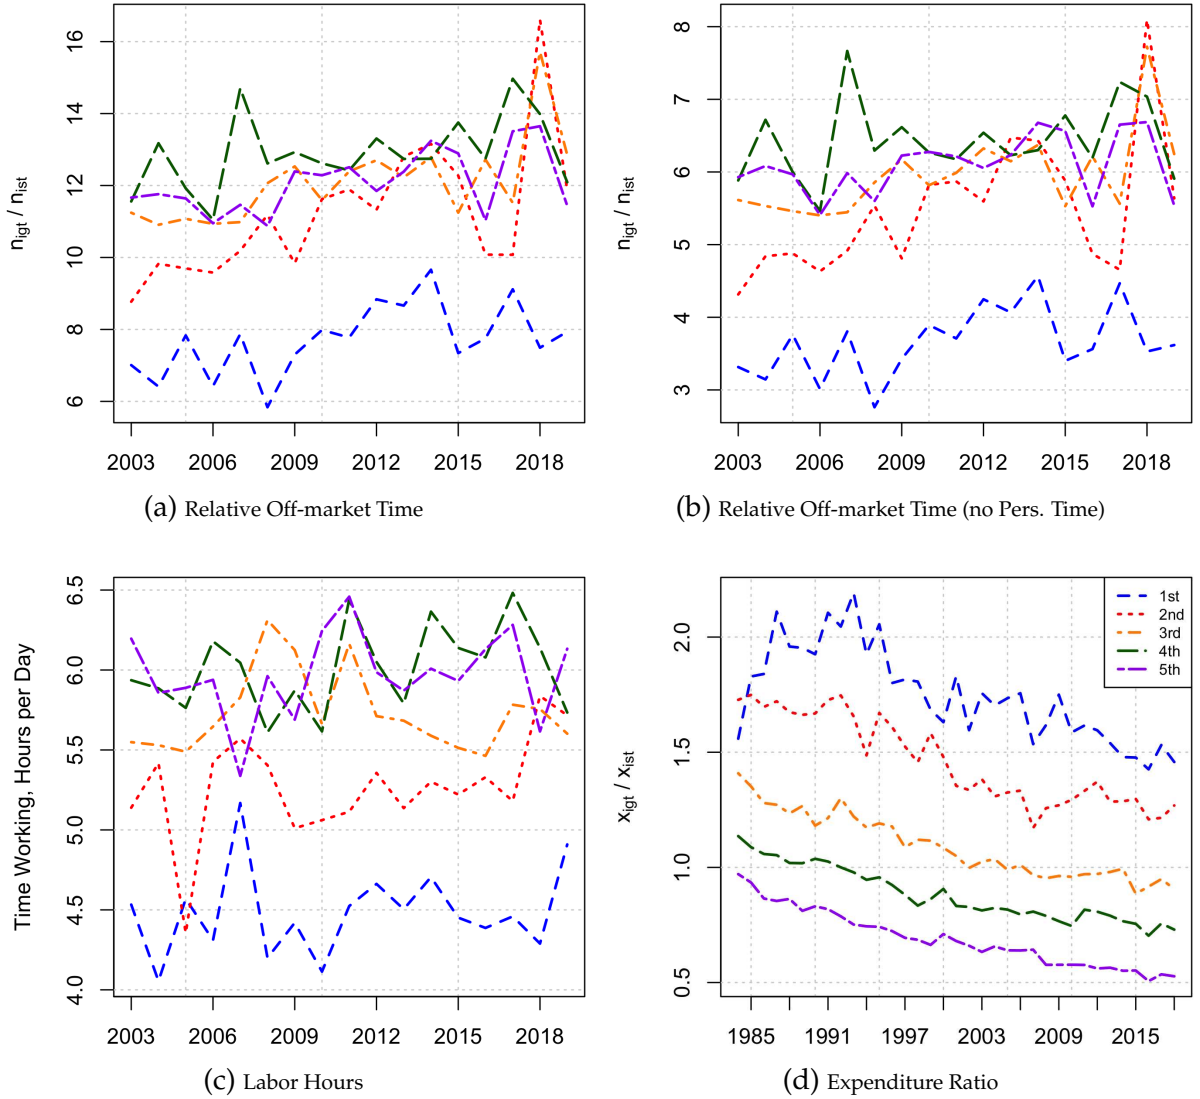 16
14
12
10
8
6
n_igt / n_ist
2003 2006 2009 2012 2015 2018
(a) Relative Off-market Time
8
7
6
5
4
3
n_igt / n_ist
2003 2006 2009 2012 2015 2018
(b) Relative Off-market Time (no Pers. Time)
6.5
6.0
5.5
5.0
4.5
4.0
Time Working, Hours per Day
2003 2006 2009 2012 2015 2018
(c) Labor Hours
2.0
1.5
1.0
0.5
x_igt / x_ist
1st
2nd
3rd
4th
5th
1985 1991 1997 2003 2009 2015
(d) Expenditure Ratio